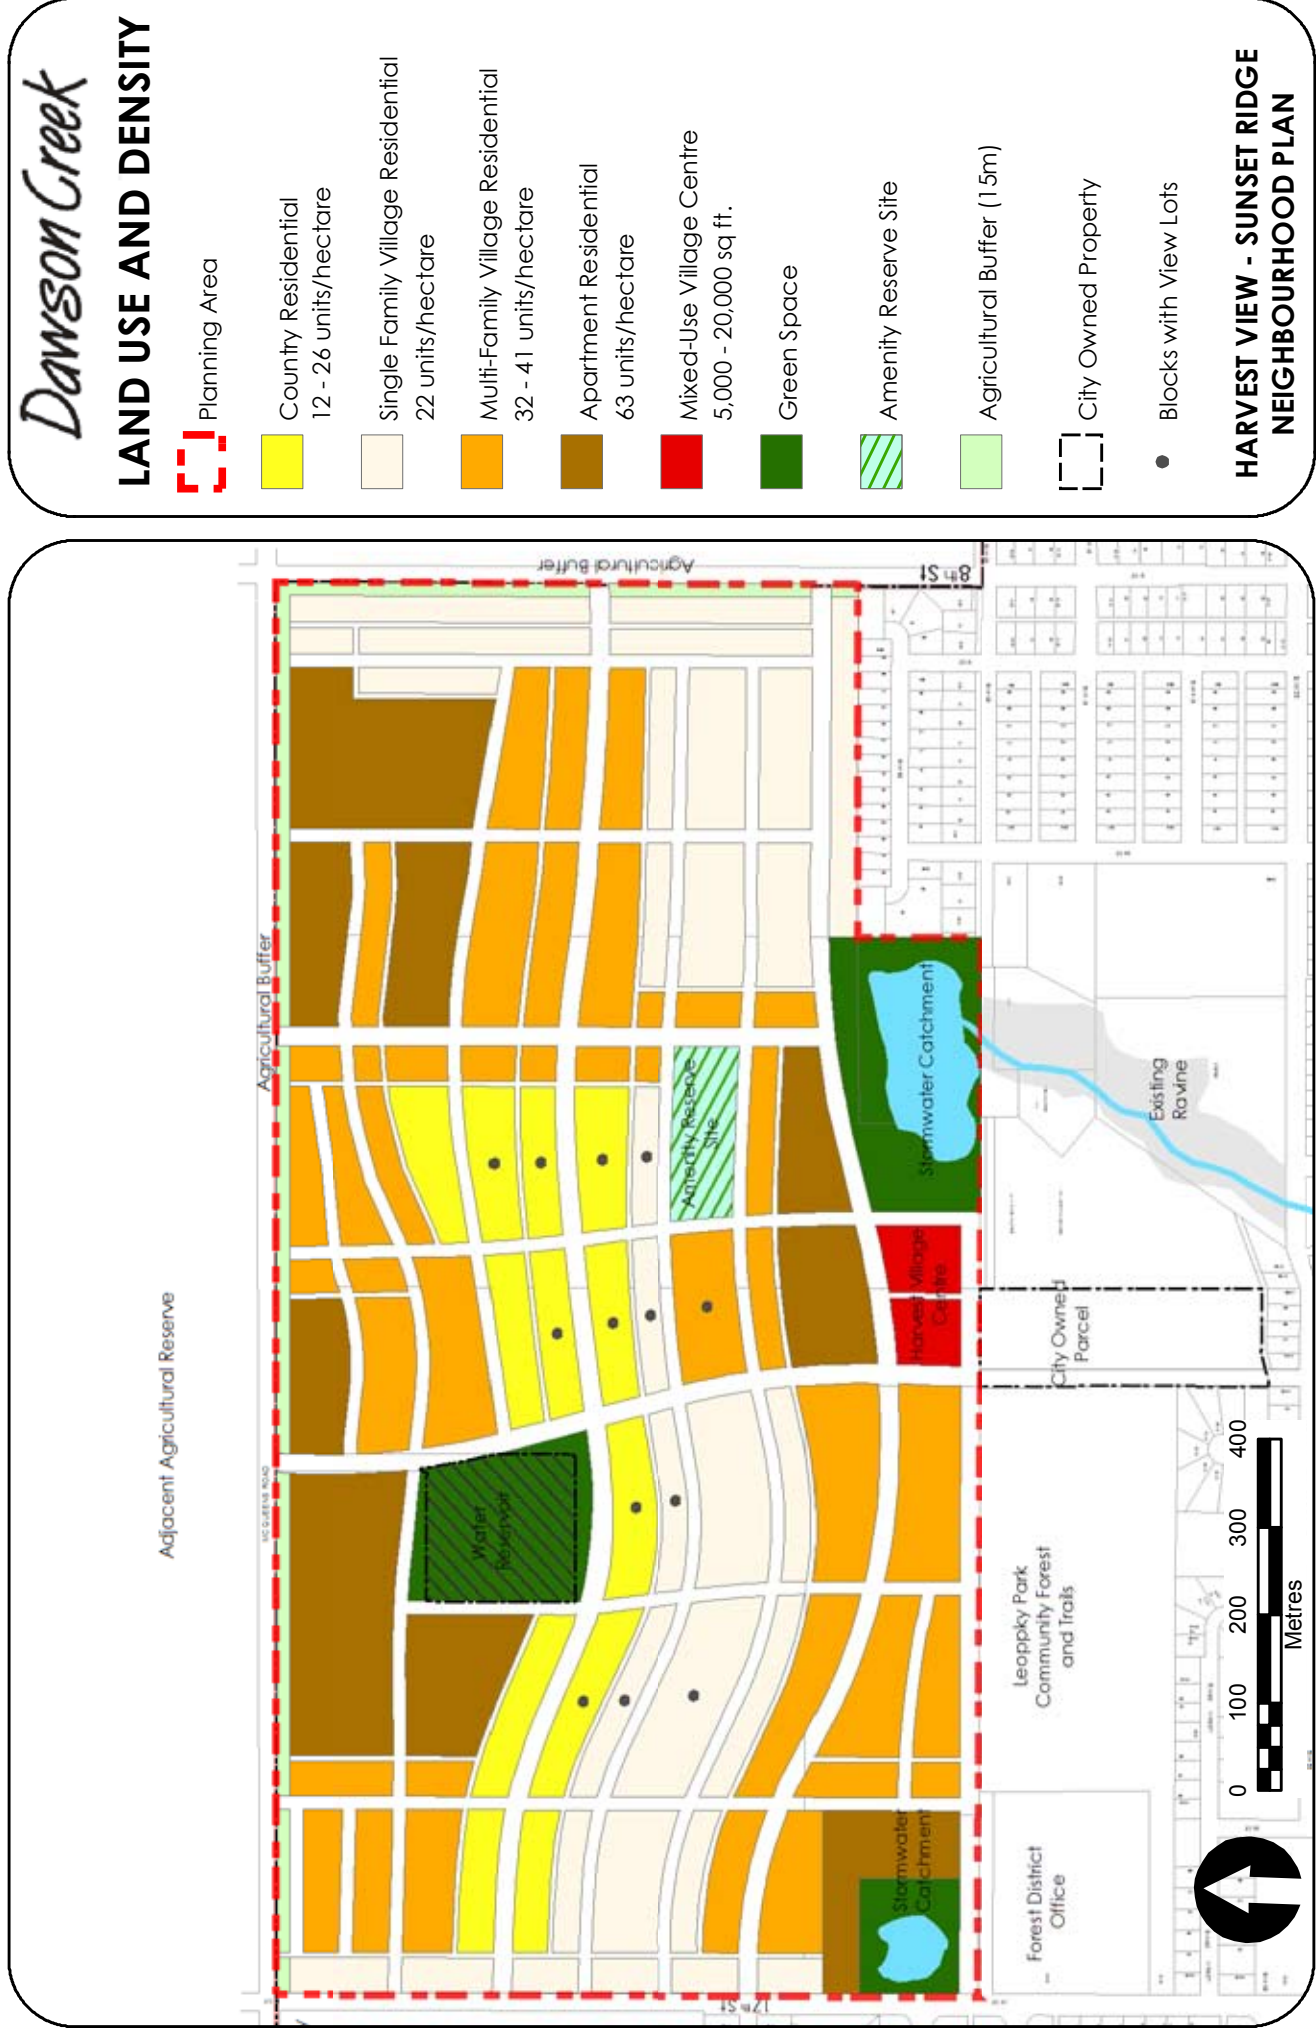 Dawson Creek
LAND USE AND DENSITY
Planning Area
Country Residential
12 - 26 units/hectare
Single Family Village Residential
22 units/hectare
Multi-Family Village Residential
32 - 41 units/hectare
Apartment Residential
63 units/hectare
Mixed-Use Village Centre
5,000 - 20,000 sq ft.
Green Space
Amenity Reserve Site
Agricultural Buffer (15m)
City Owned Property
Blocks with View Lots
HARVEST VIEW - SUNSET RIDGE
NEIGHBOURHOOD PLAN
Adjacent Agricultural Reserve
MCQUEENS ROAD
Agricultural Buffer
Agricultural Buffer
8th St
17th St
Water
Reservoir
Amenity Reserve
Site
Stormwater Catchment
Harvest Village
Centre
Stormwater
Catchment
Existing
Ravine
City Owned
Parcel
Leoppky Park
Community Forest
and Trails
Forest District
Office
0 100 200 300 400
Metres